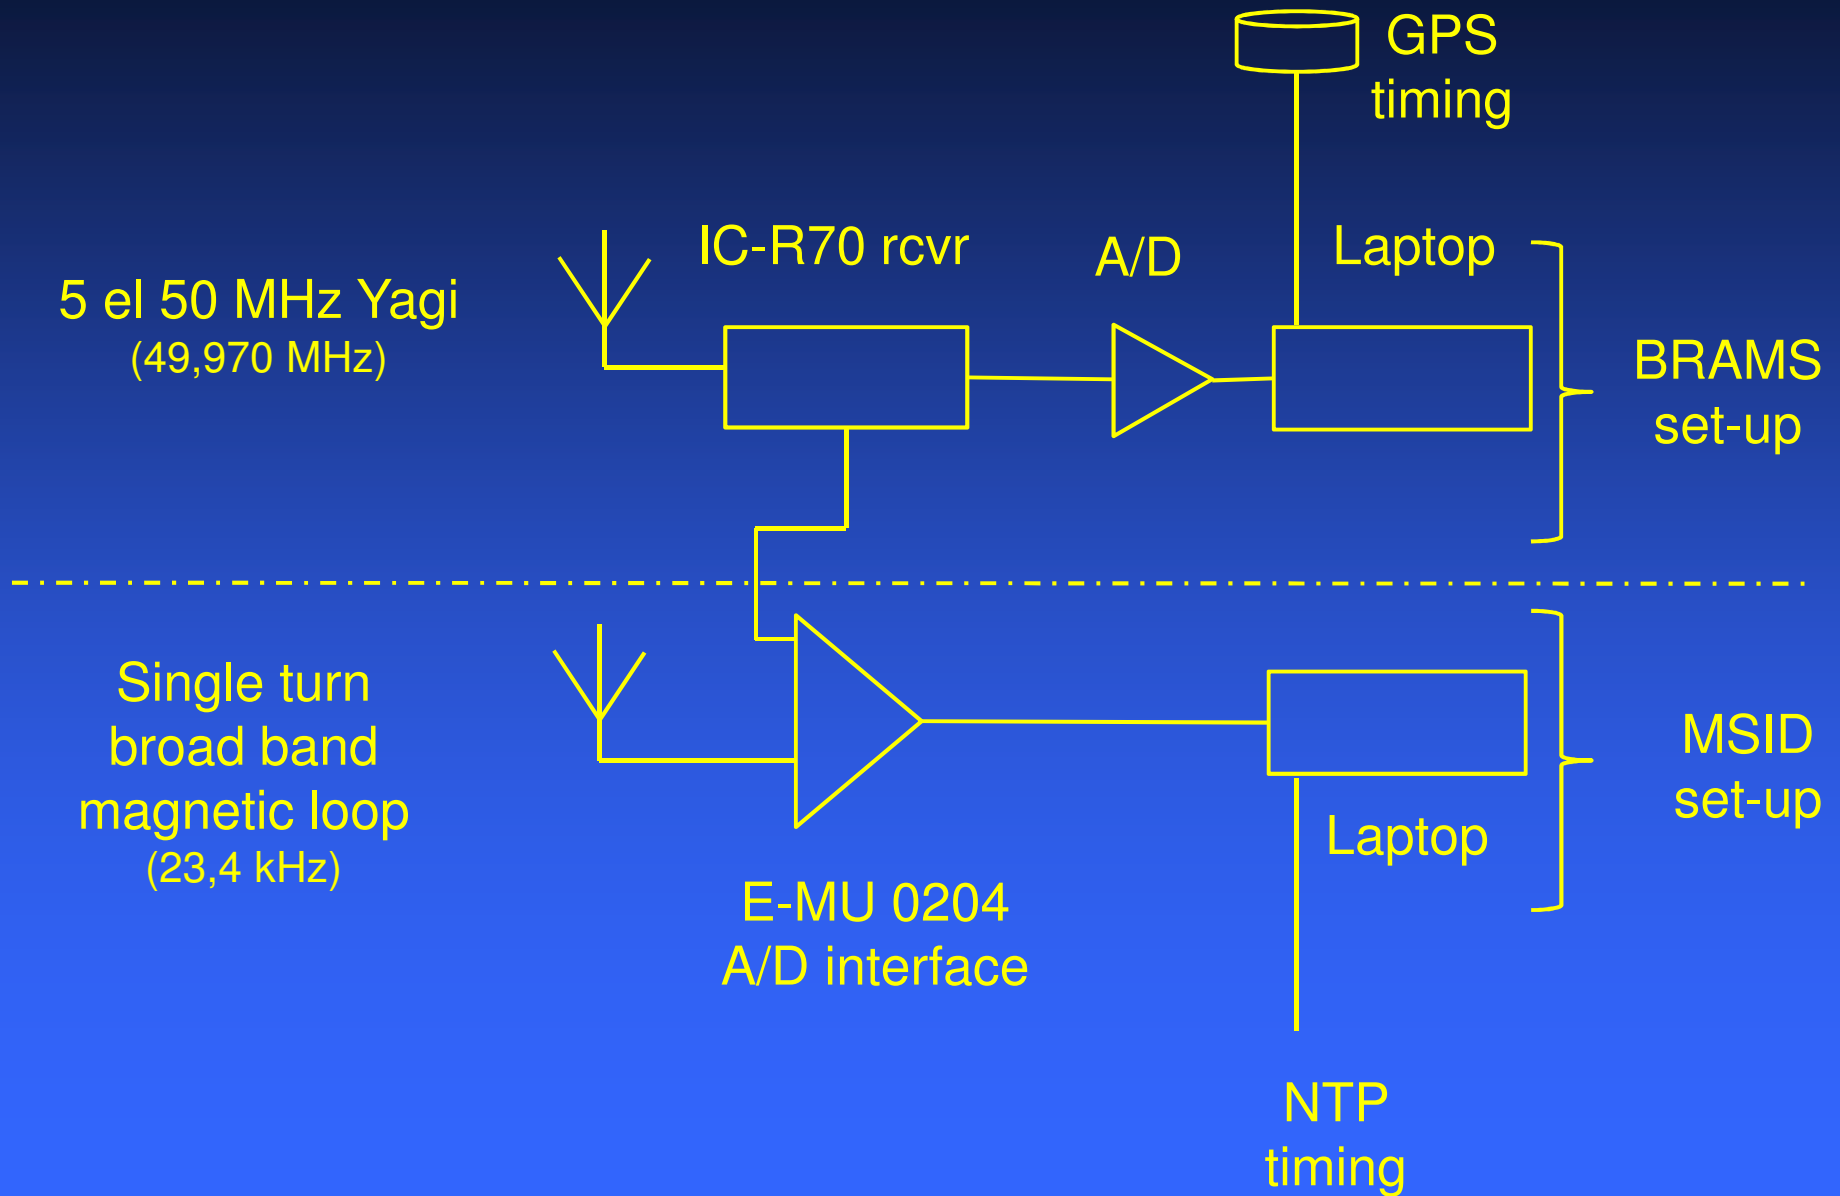 GPS
timing
IC-R70 rcvr
A/D
Laptop
5 el 50 MHz Yagi
(49,970 MHz)
BRAMS
set-up
Single turn
broad band
magnetic loop
(23,4 kHz)
MSID
set-up
Laptop
E-MU 0204
A/D interface
NTP
timing